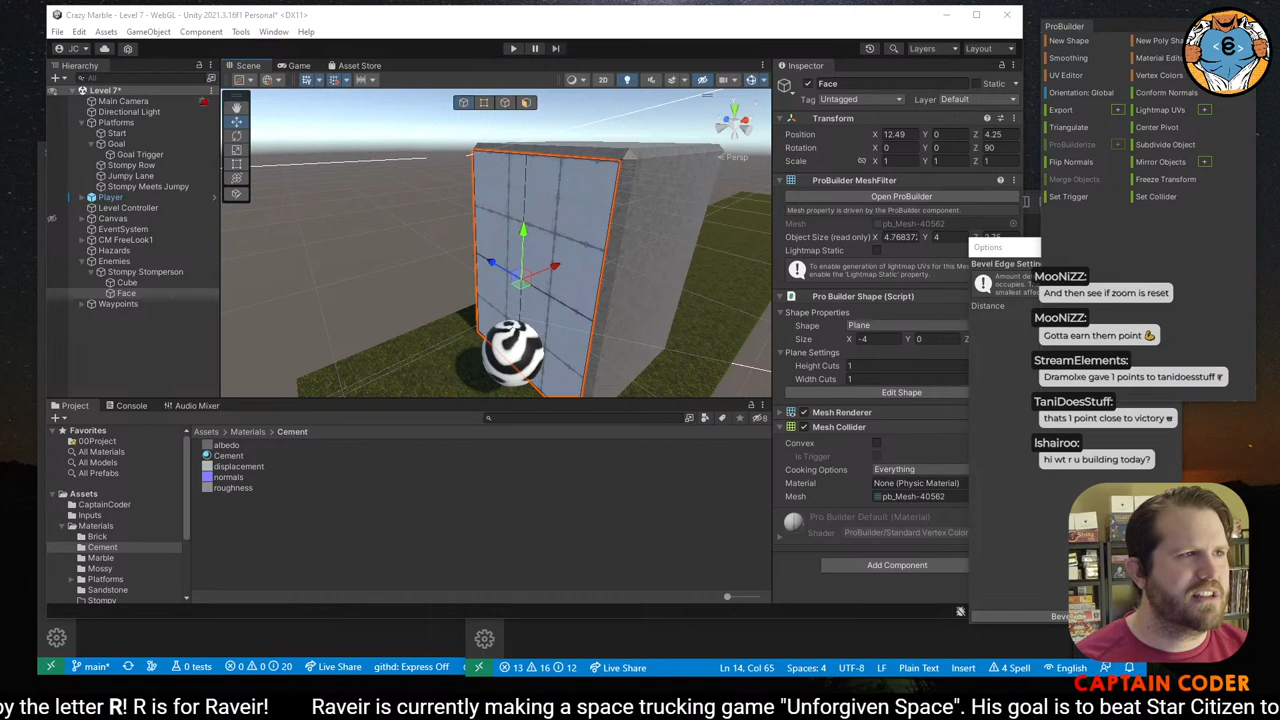 Crazy Marble - Level 7 - WebGL - Unity 2021.3.16f1 Personal* <DX11>
File Edit Assets GameObject Component Tools Window Help
JC
Layers Layout
Hierarchy
All
Level 7*
Main Camera
Directional Light
Platforms
Start
Goal
Goal Trigger
Stompy Row
Jumpy Lane
Stompy Meets Jumpy
Player
Level Controller
Canvas
EventSystem
CM FreeLook1
Hazards
Enemies
Stompy Stomperson
Cube
Face
Waypoints
Scene Game Asset Store
2D
Persp
Inspector
Face Static
Tag Untagged Layer Default
Transform
Position X 12.49 Y 0 Z 4.25
Rotation X 0 Y 0 Z 90
Scale X 1 Y 1 Z 1
ProBuilder MeshFilter
Open ProBuilder
Mesh property is driven by the ProBuilder component.
Mesh pb_Mesh-40562
Object Size (read only) X 4.76837 Y 4 Z 3.75
Lightmap Static
To enable generation of lightmap UVs for this Mes
enable the 'Lightmap Static' property.
Pro Builder Shape (Script)
Shape Properties
Shape Plane
Size X -4 Y 0 Z
Plane Settings
Height Cuts 1
Width Cuts 1
Edit Shape
Mesh Renderer
Mesh Collider
Convex
Is Trigger
Cooking Options Everything
Material None (Physic Material)
Mesh pb_Mesh-40562
Pro Builder Default (Material)
Shader ProBuilder/Standard Vertex Color
Add Component
ProBuilder
New Shape New Poly Sh
Smoothing Material Edito
UV Editor Vertex Colors
Orientation: Global Conform Normals
Export Lightmap UVs
Triangulate Center Pivot
ProBuilderize Subdivide Object
Flip Normals Mirror Objects
Merge Objects Freeze Transform
Set Trigger Set Collider
Options
Bevel Edge Settin
Amount de
occupies. T
smallest affe
Distance
Beve
MooNiZZ:
And then see if zoom is reset
MooNiZZ:
Gotta earn them point
StreamElements:
Dramolxe gave 1 points to tanidoesstuff
TaniDoesStuff:
thats 1 point close to victory
Ishairoo:
hi wt r u building today?
Project Console Audio Mixer
8
Favorites
00Project
All Materials
All Models
All Prefabs
Assets
CaptainCoder
Inputs
Materials
Brick
Cement
Marble
Mossy
Platforms
Sandstone
Stompy
Assets > Materials > Cement
albedo
Cement
displacement
normals
roughness
main* 0 tests 0 0 20 Live Share githd: Express Off
13 16 12 Live Share Ln 14, Col 65 Spaces: 4 UTF-8 LF Plain Text Insert 4 Spell English
CAPTAIN CODER
by the letter R! R is for Raveir! Raveir is currently making a space trucking game "Unforgiven Space". His goal is to beat Star Citizen to